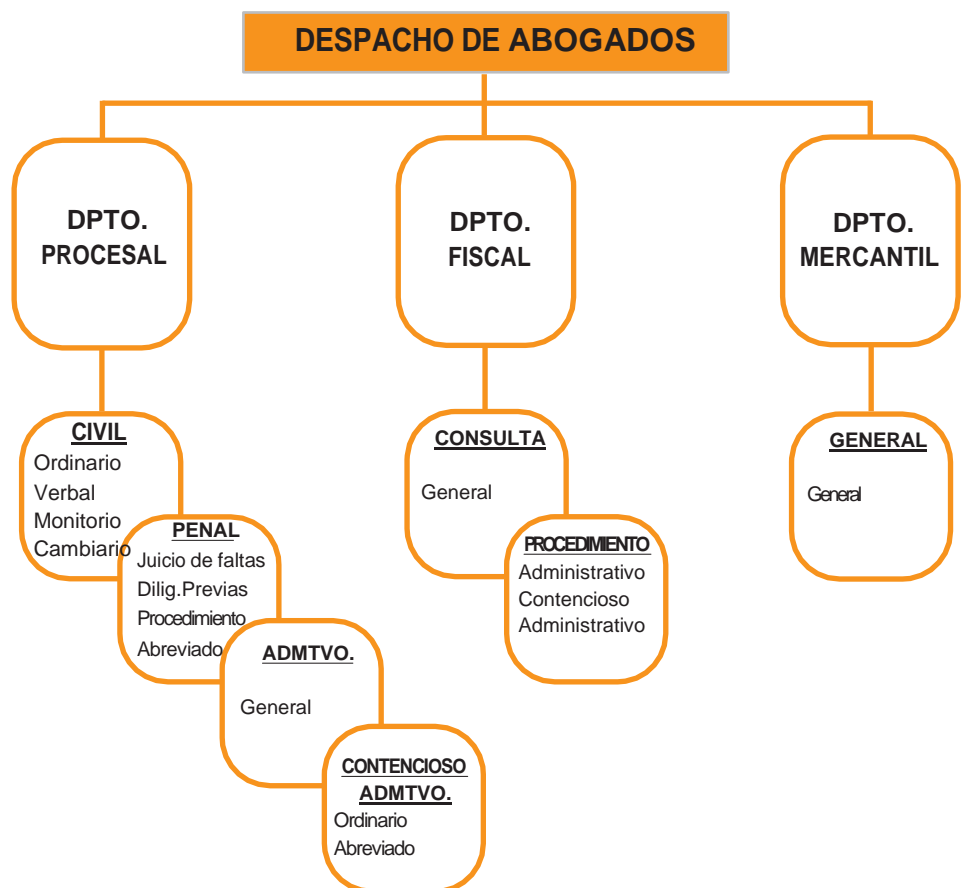 DESPACHO DE ABOGADOS
DPTO.
PROCESAL
DPTO.
FISCAL
DPTO.
MERCANTIL
CIVIL
Ordinario
Verbal
Monitorio
Cambiario
PENAL
Juicio de faltas
Dilig.Previas
Procedimiento
Abreviado
ADMTVO.
General
CONTENCIOSO
ADMTVO.
Ordinario
Abreviado
CONSULTA
General
PROCEDIMIENTO
Administrativo
Contencioso
Administrativo
GENERAL
General